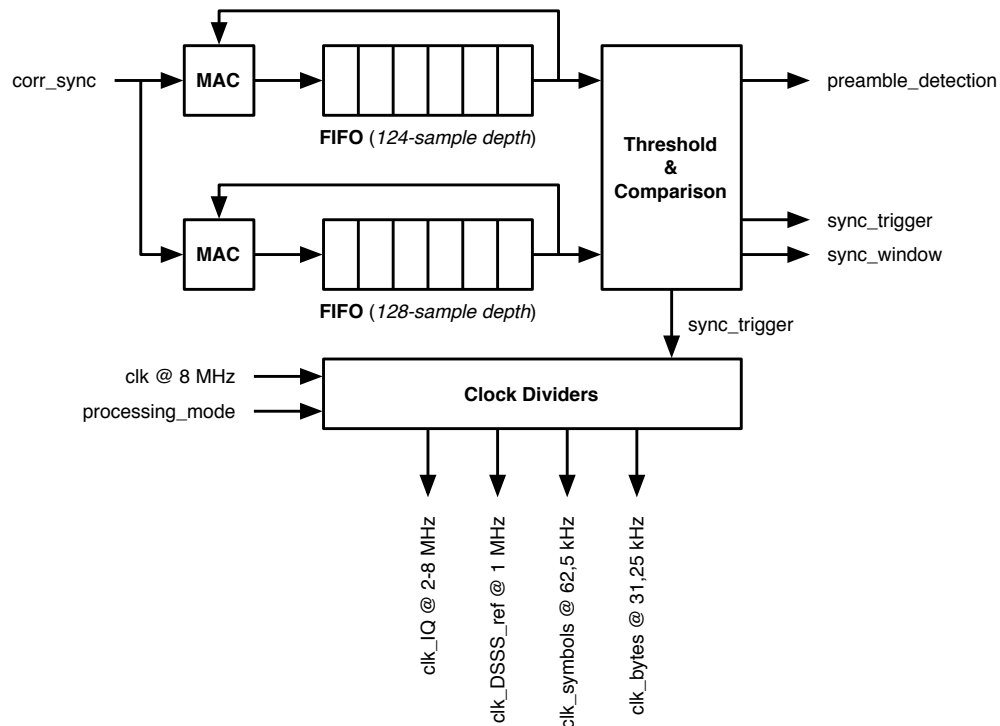 corr_sync
MAC
FIFO (124-sample depth)
Threshold
&
Comparison
preamble_detection
MAC
FIFO (128-sample depth)
sync_trigger
sync_window
sync_trigger
clk @ 8 MHz
processing_mode
Clock Dividers
clk_IQ @ 2-8 MHz
clk_DSSS_ref @ 1 MHz
clk_symbols @ 62,5 kHz
clk_bytes @ 31,25 kHz